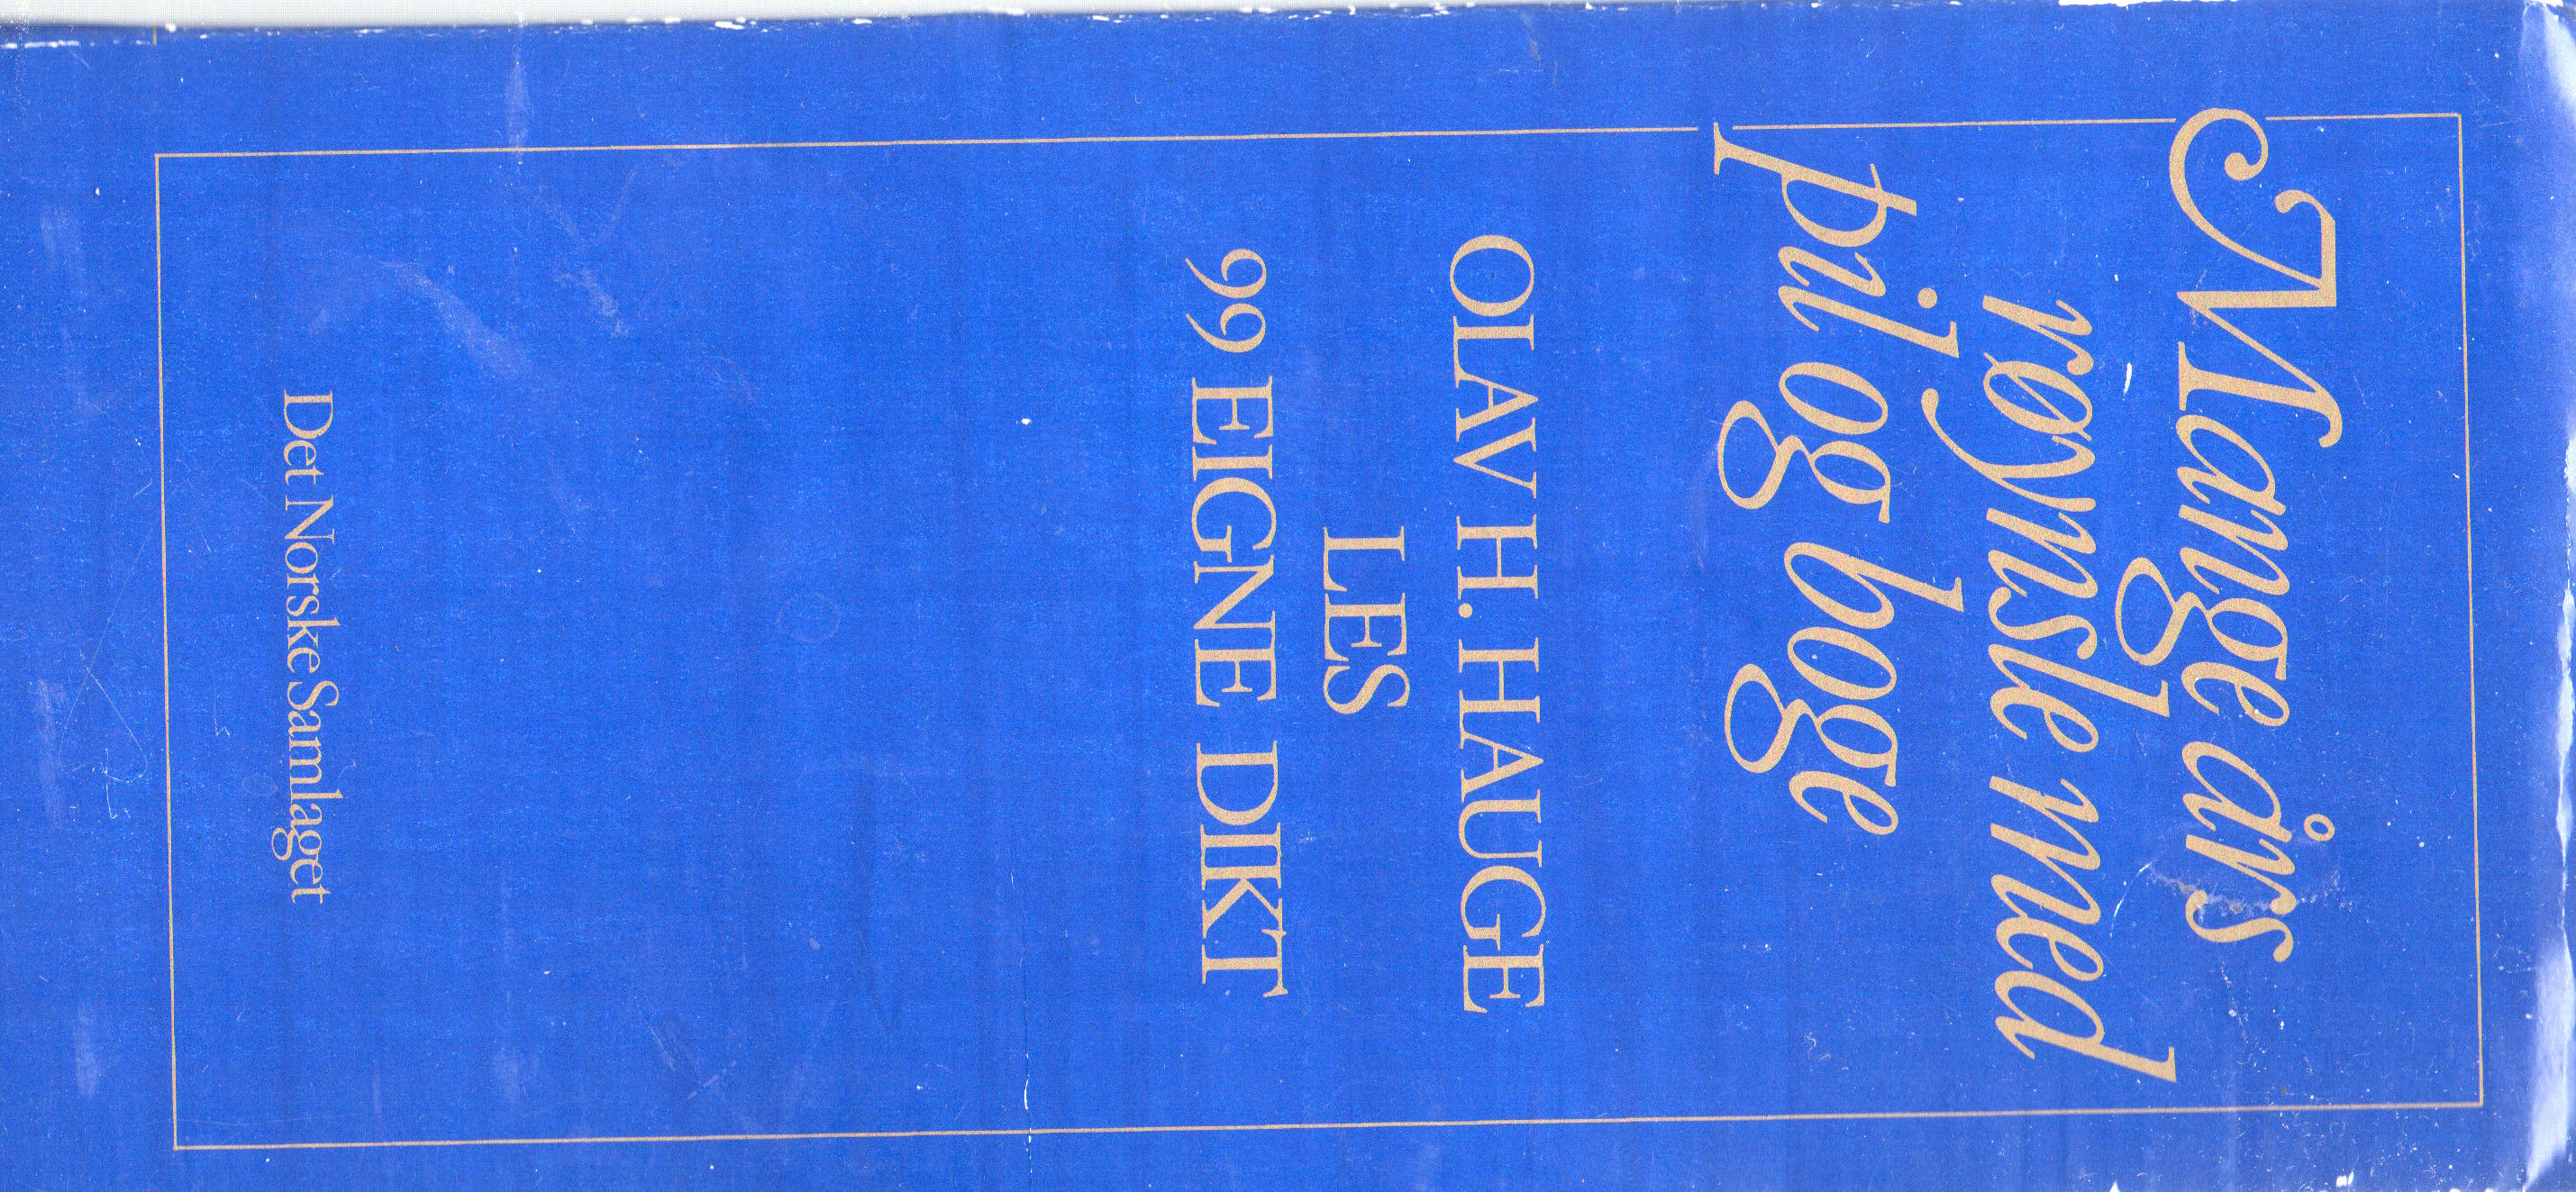 Mange års
røynsle med
pil og boge
OLAV H. HAUGE
LES
99 EIGNE DIKT
Det Norske Samlaget